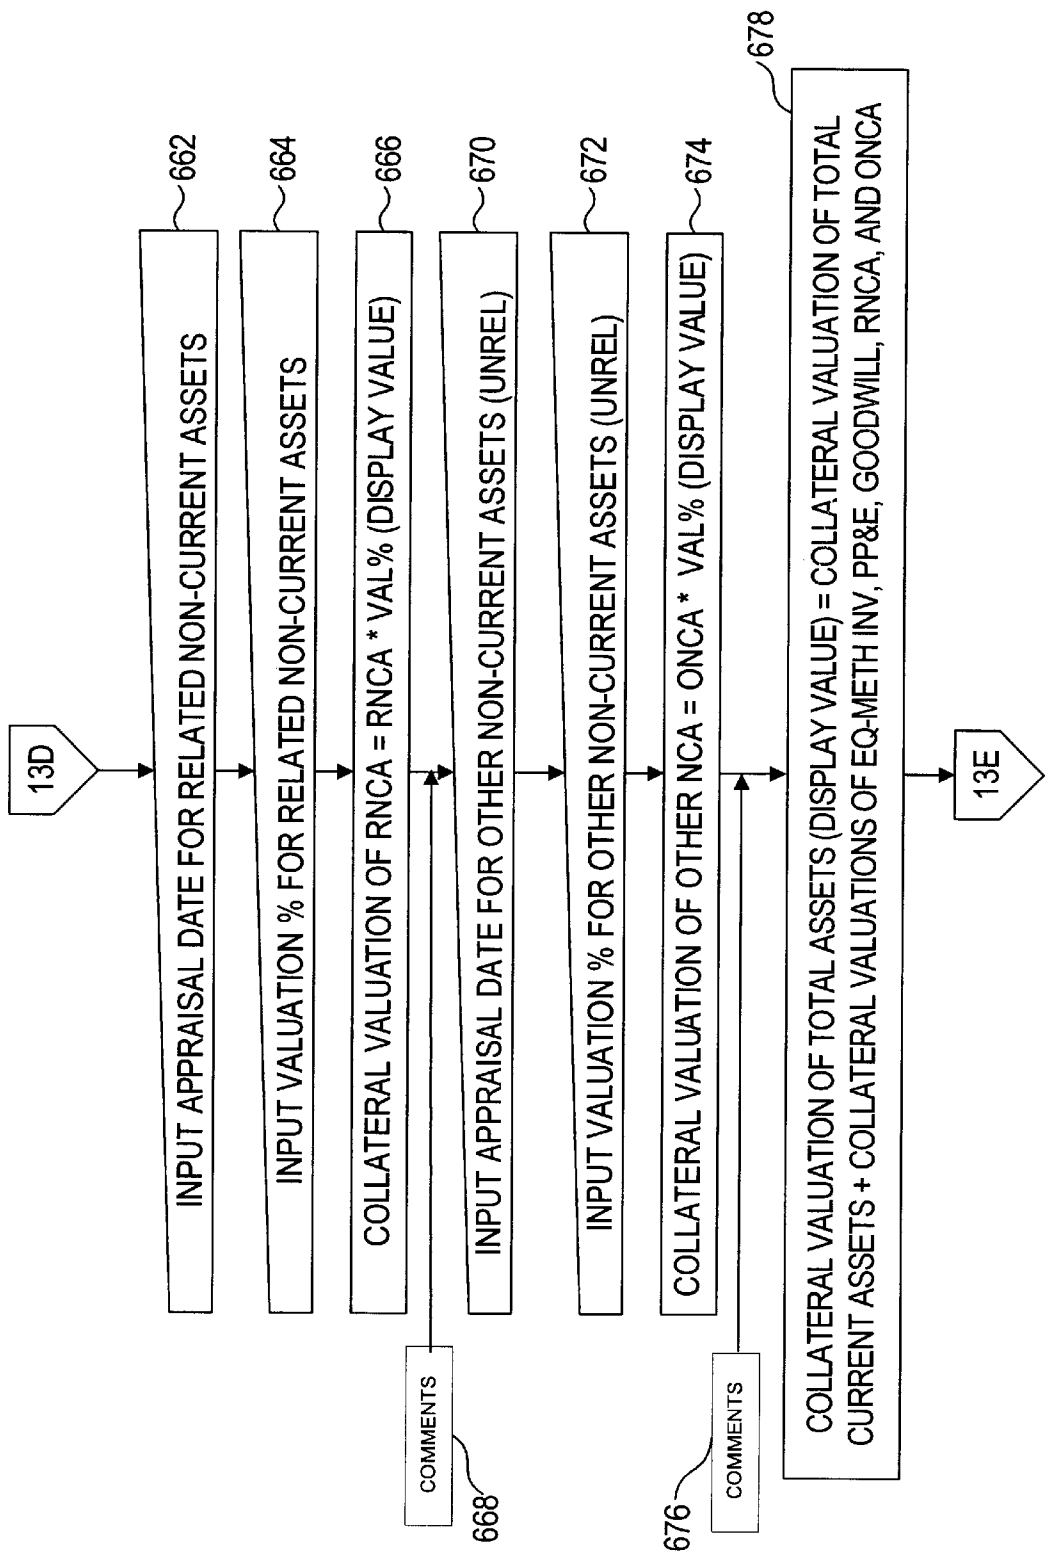 13D
INPUT APPRAISAL DATE FOR RELATED NON-CURRENT ASSETS
662
INPUT VALUATION % FOR RELATED NON-CURRENT ASSETS
664
COLLATERAL VALUATION OF RNCA = RNCA * VAL% (DISPLAY VALUE)
666
COMMENTS
668
INPUT APPRAISAL DATE FOR OTHER NON-CURRENT ASSETS (UNREL)
670
INPUT VALUATION % FOR OTHER NON-CURRENT ASSETS (UNREL)
672
COLLATERAL VALUATION OF OTHER NCA = ONCA * VAL% (DISPLAY VALUE)
674
COMMENTS
676
COLLATERAL VALUATION OF TOTAL ASSETS (DISPLAY VALUE) = COLLATERAL VALUATION OF TOTAL
CURRENT ASSETS + COLLATERAL VALUATIONS OF EQ-METH INV, PP&E, GOODWILL, RNCA, AND ONCA
678
13E